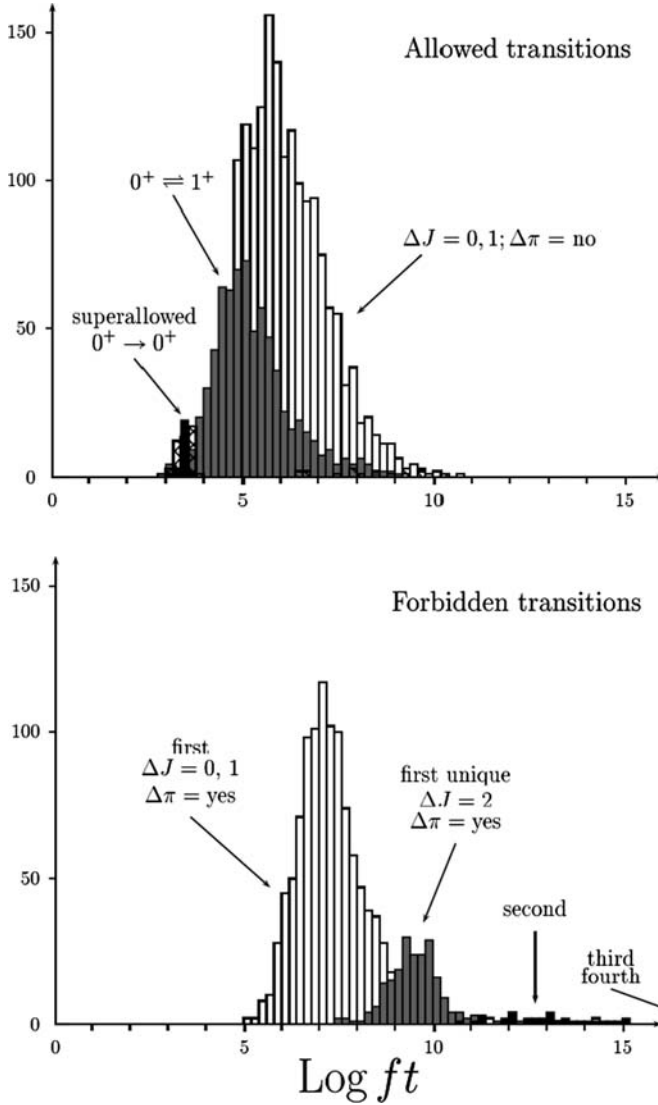 150
100
50
0
0
5
10
15
Allowed transitions
0⁺ ⇌ 1⁺
ΔJ = 0, 1; Δπ = no
superallowed
0⁺ → 0⁺
150
100
50
0
0
5
10
15
Forbidden transitions
first
ΔJ = 0, 1
Δπ = yes
first unique
ΔJ = 2
Δπ = yes
second
third
fourth
Log ft